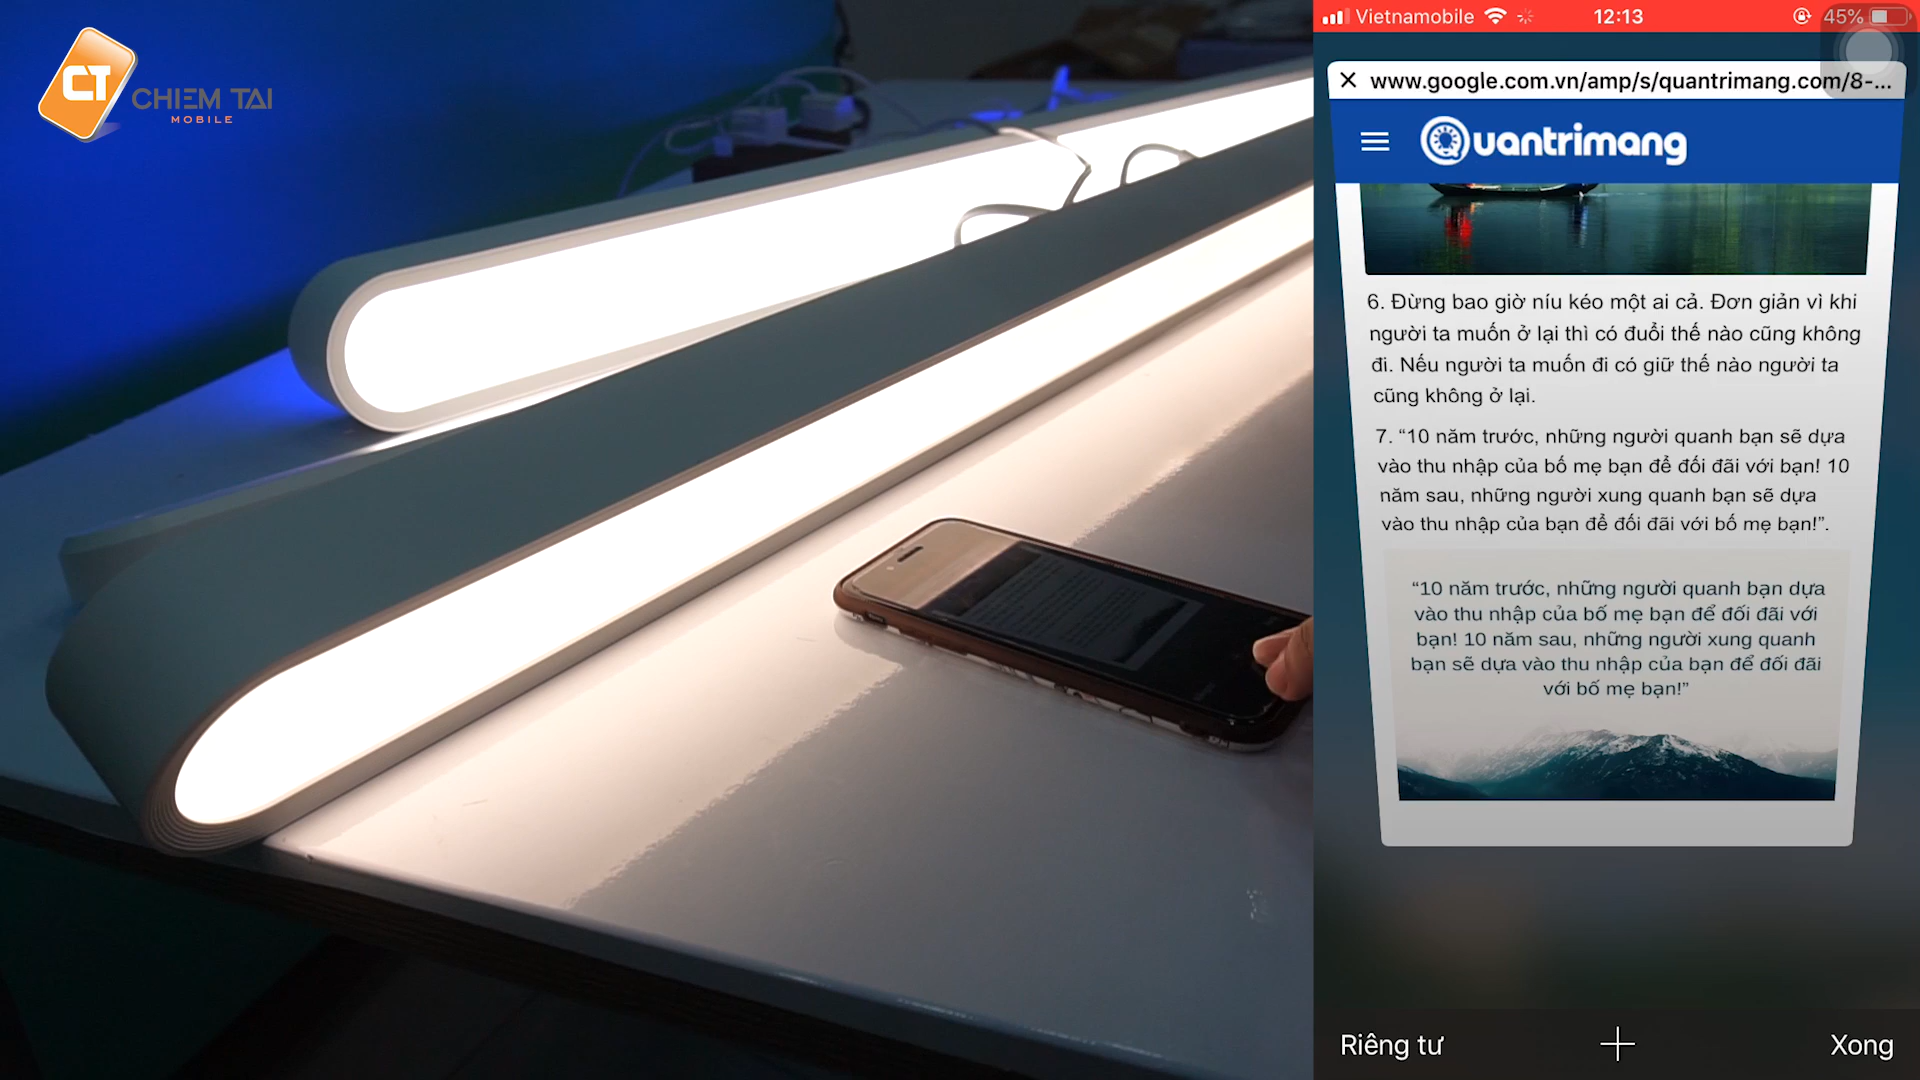 CT
CHIEM TAI
MOBILE
Vietnamobile 12:13 45%
× www.google.com.vn/amp/s/quantrimang.com/8-...
Quantrimang
6. Đừng bao giờ níu kéo một ai cả. Đơn giản vì khi
người ta muốn ở lại thì có đuổi thế nào cũng không
đi. Nếu người ta muốn đi có giữ thế nào người ta
cũng không ở lại.
7. “10 năm trước, những người quanh bạn sẽ dựa
vào thu nhập của bố mẹ bạn để đối đãi với bạn! 10
năm sau, những người xung quanh bạn sẽ dựa
vào thu nhập của bạn để đối đãi với bố mẹ bạn!”.
“10 năm trước, những người quanh bạn dựa
vào thu nhập của bố mẹ bạn để đối đãi với
bạn! 10 năm sau, những người xung quanh
bạn sẽ dựa vào thu nhập của bạn để đối đãi
với bố mẹ bạn!”
Riêng tư + Xong